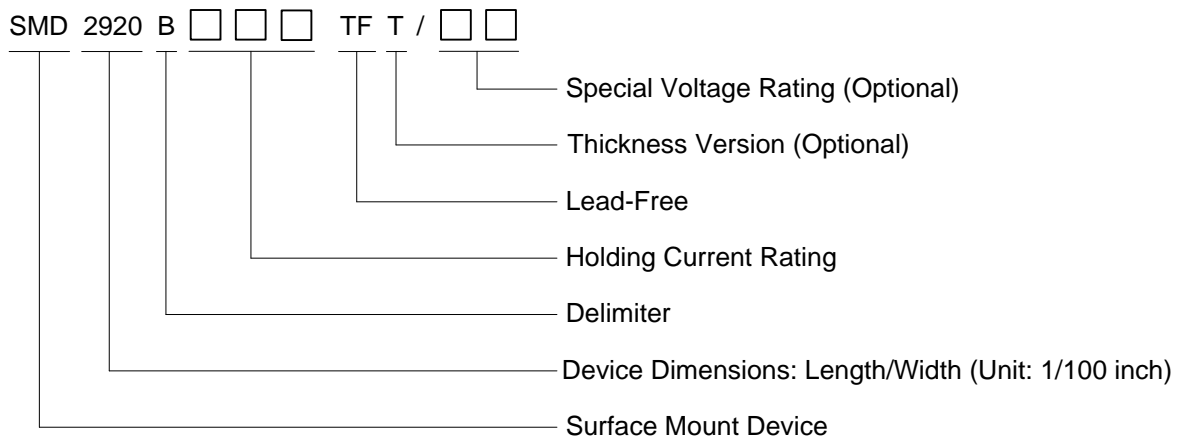 SMD 2920 B □ □ □ TF T / □ □
Special Voltage Rating (Optional)
Thickness Version (Optional)
Lead-Free
Holding Current Rating
Delimiter
Device Dimensions: Length/Width (Unit: 1/100 inch)
Surface Mount Device